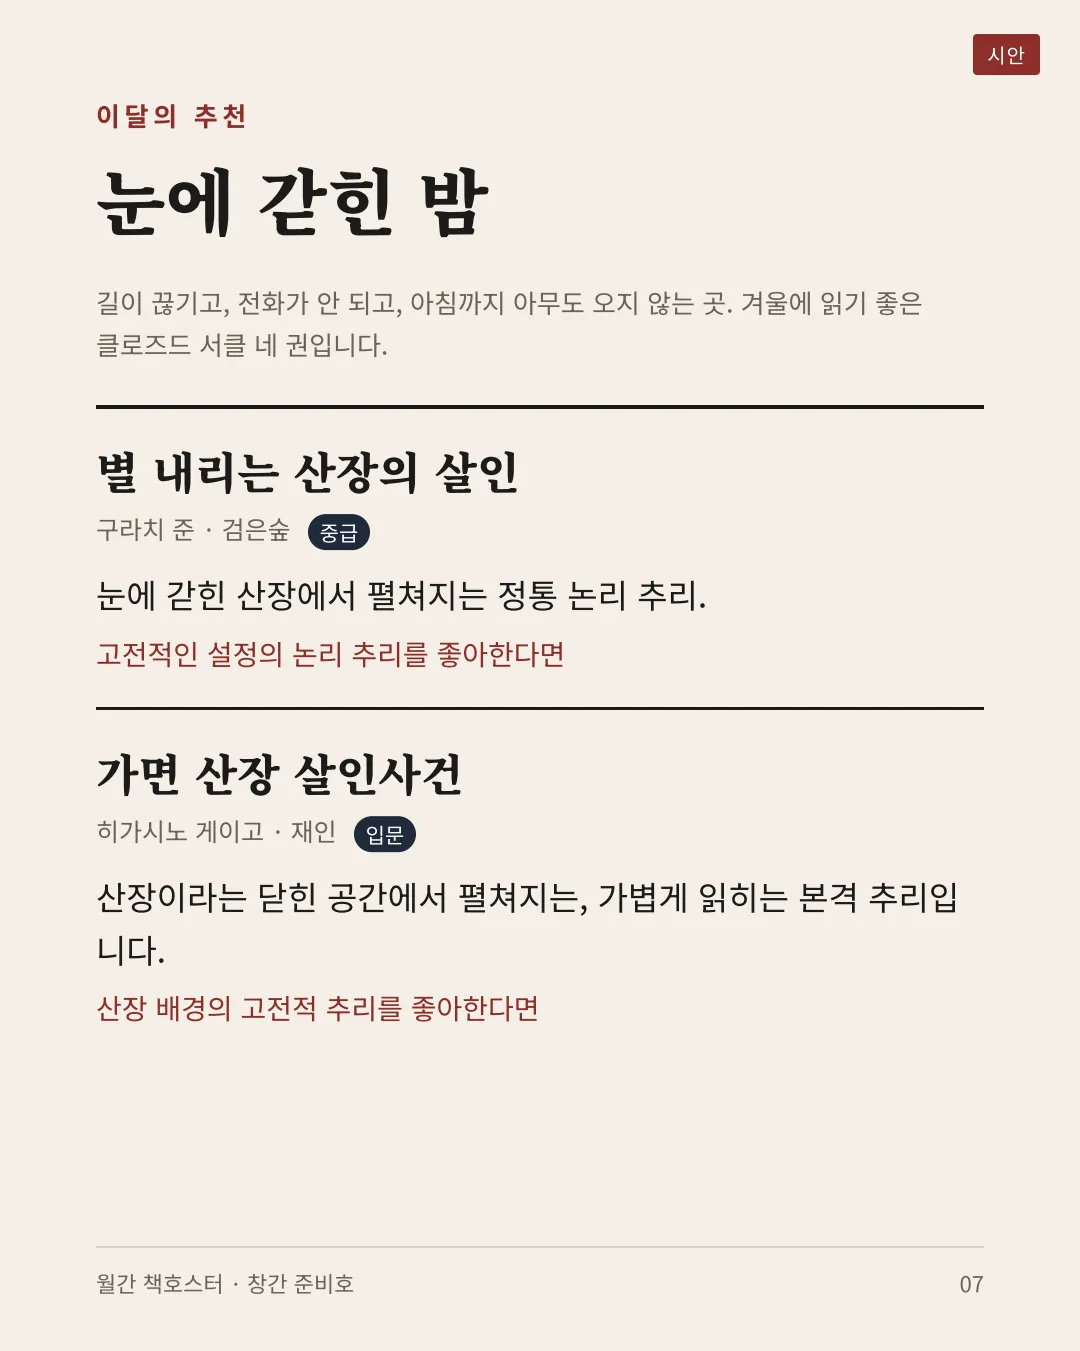 시안
이달의 추천
눈에 갇힌 밤
길이 끊기고, 전화가 안 되고, 아침까지 아무도 오지 않는 곳. 겨울에 읽기 좋은
클로즈드 서클 네 권입니다.
별 내리는 산장의 살인
구라치 준 · 검은숲 중급
눈에 갇힌 산장에서 펼쳐지는 정통 논리 추리.
고전적인 설정의 논리 추리를 좋아한다면
가면 산장 살인사건
히가시노 게이고 · 재인 입문
산장이라는 닫힌 공간에서 펼쳐지는, 가볍게 읽히는 본격 추리입
니다.
산장 배경의 고전적 추리를 좋아한다면
월간 책호스터 · 창간 준비호 07